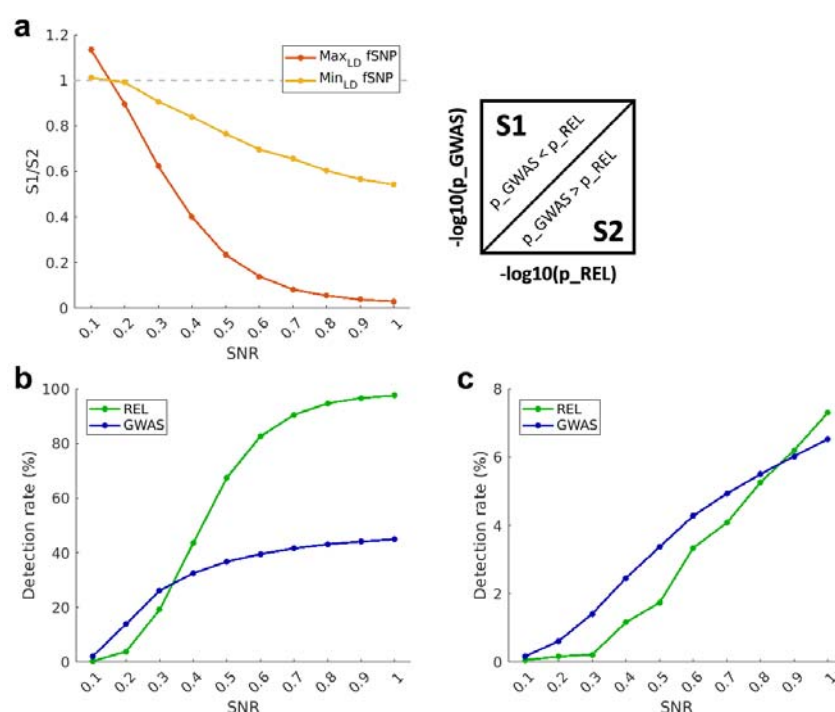 a
1.2
1
0.8
0.6
0.4
0.2
0
S1/S2
Max_LD fSNP
Min_LD fSNP
0.1 0.2 0.3 0.4 0.5 0.6 0.7 0.8 0.9 1
SNR
-log10(p_GWAS)
S1
p_GWAS < p_REL
p_GWAS > p_REL
S2
-log10(p_REL)
b
100
80
60
40
20
0
Detection rate (%)
REL
GWAS
0.1 0.2 0.3 0.4 0.5 0.6 0.7 0.8 0.9 1
SNR
c
8
6
4
2
0
Detection rate (%)
REL
GWAS
0.1 0.2 0.3 0.4 0.5 0.6 0.7 0.8 0.9 1
SNR